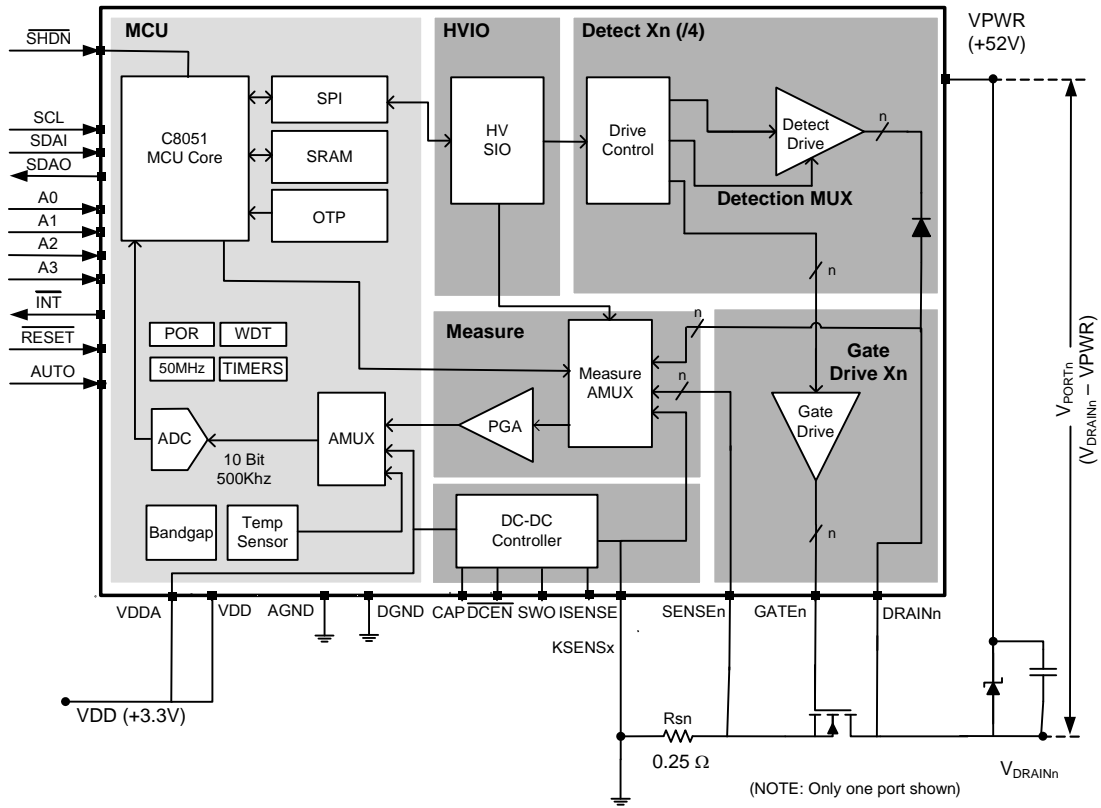 MCU
HVIO
Detect Xn (/4)
VPWR
(+52V)
SHDN
SCL
SDAI
SDAO
A0
A1
A2
A3
INT
RESET
AUTO
C8051
MCU Core
SPI
SRAM
OTP
HV
SIO
Drive
Control
Detect
Drive
n
Detection MUX
n
POR
WDT
50MHz
TIMERS
Measure
n
n
Measure
AMUX
Gate
Drive Xn
Gate
Drive
n
ADC
10 Bit
500Khz
AMUX
PGA
Bandgap
Temp
Sensor
DC-DC
Controller
VPORTn
(VDRAINn – VPWR)
VDDA
VDD
AGND
DGND
CAP
DCEN
SWO
ISENSE
KSENSx
SENSEn
GATEn
DRAINn
VDD (+3.3V)
Rsn
0.25 Ω
VDRAINn
(NOTE: Only one port shown)